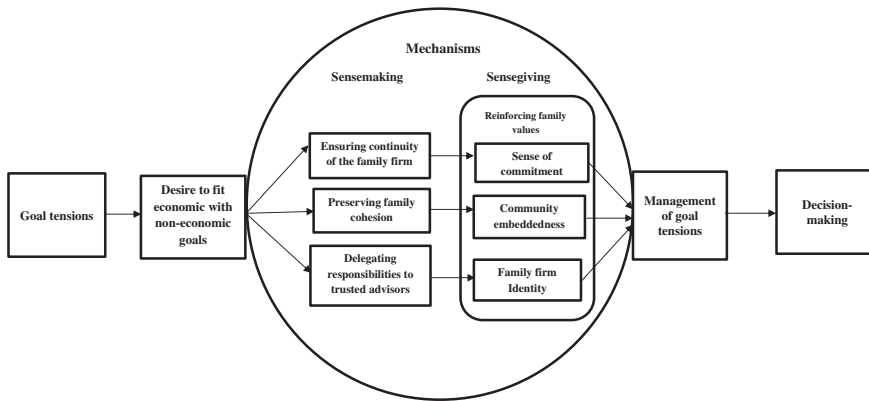 Mechanisms
Sensemaking
Sensegiving
Reinforcing family
values
Ensuring continuity
of the family firm
Sense of
commitment
Goal tensions
Desire to fit
economic with
non-economic
goals
Preserving family
cohesion
Community
embeddedness
Management
of goal
tensions
Decision-
making
Delegating
responsibilities to
trusted advisors
Family firm
Identity